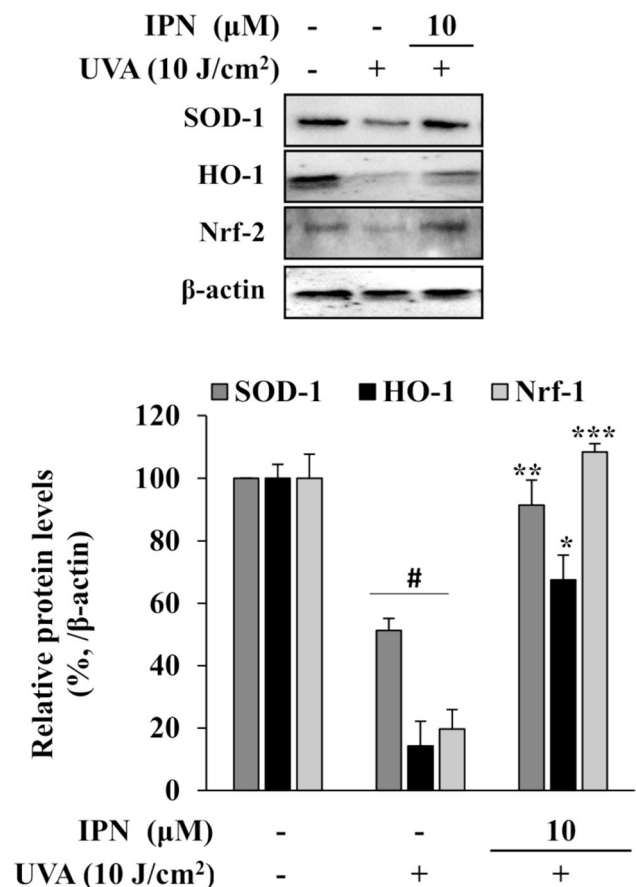 IPN (μM) - - 10
UVA (10 J/cm²) - + +
SOD-1
HO-1
Nrf-2
β-actin
SOD-1 HO-1 Nrf-1
120
100
80
60
40
20
0
Relative protein levels
(%, /β-actin)
#
**
*
***
IPN (μM) - - 10
UVA (10 J/cm²) - + +